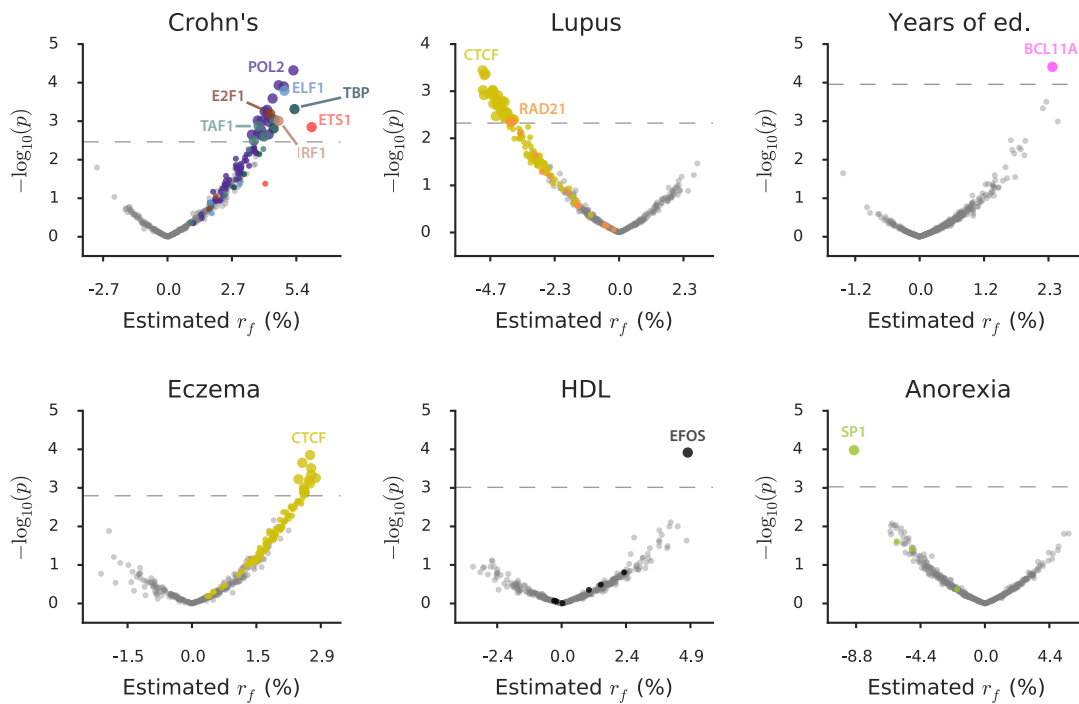 Crohn's
5
4
3
2
1
0
−log₁₀(p)
POL2
ELF1
E2F1
TBP
TAF1
ETS1
IRF1
-2.7 0.0 2.7 5.4
Estimated r_f (%)
Lupus
4
3
2
1
0
−log₁₀(p)
CTCF
RAD21
-4.7 -2.3 0.0 2.3
Estimated r_f (%)
Years of ed.
5
4
3
2
1
0
−log₁₀(p)
BCL11A
-1.2 0.0 1.2 2.3
Estimated r_f (%)
Eczema
5
4
3
2
1
0
−log₁₀(p)
CTCF
-1.5 0.0 1.5 2.9
Estimated r_f (%)
HDL
5
4
3
2
1
0
−log₁₀(p)
EFOS
-2.4 0.0 2.4 4.9
Estimated r_f (%)
Anorexia
5
4
3
2
1
0
−log₁₀(p)
SP1
-8.8 -4.4 0.0 4.4
Estimated r_f (%)